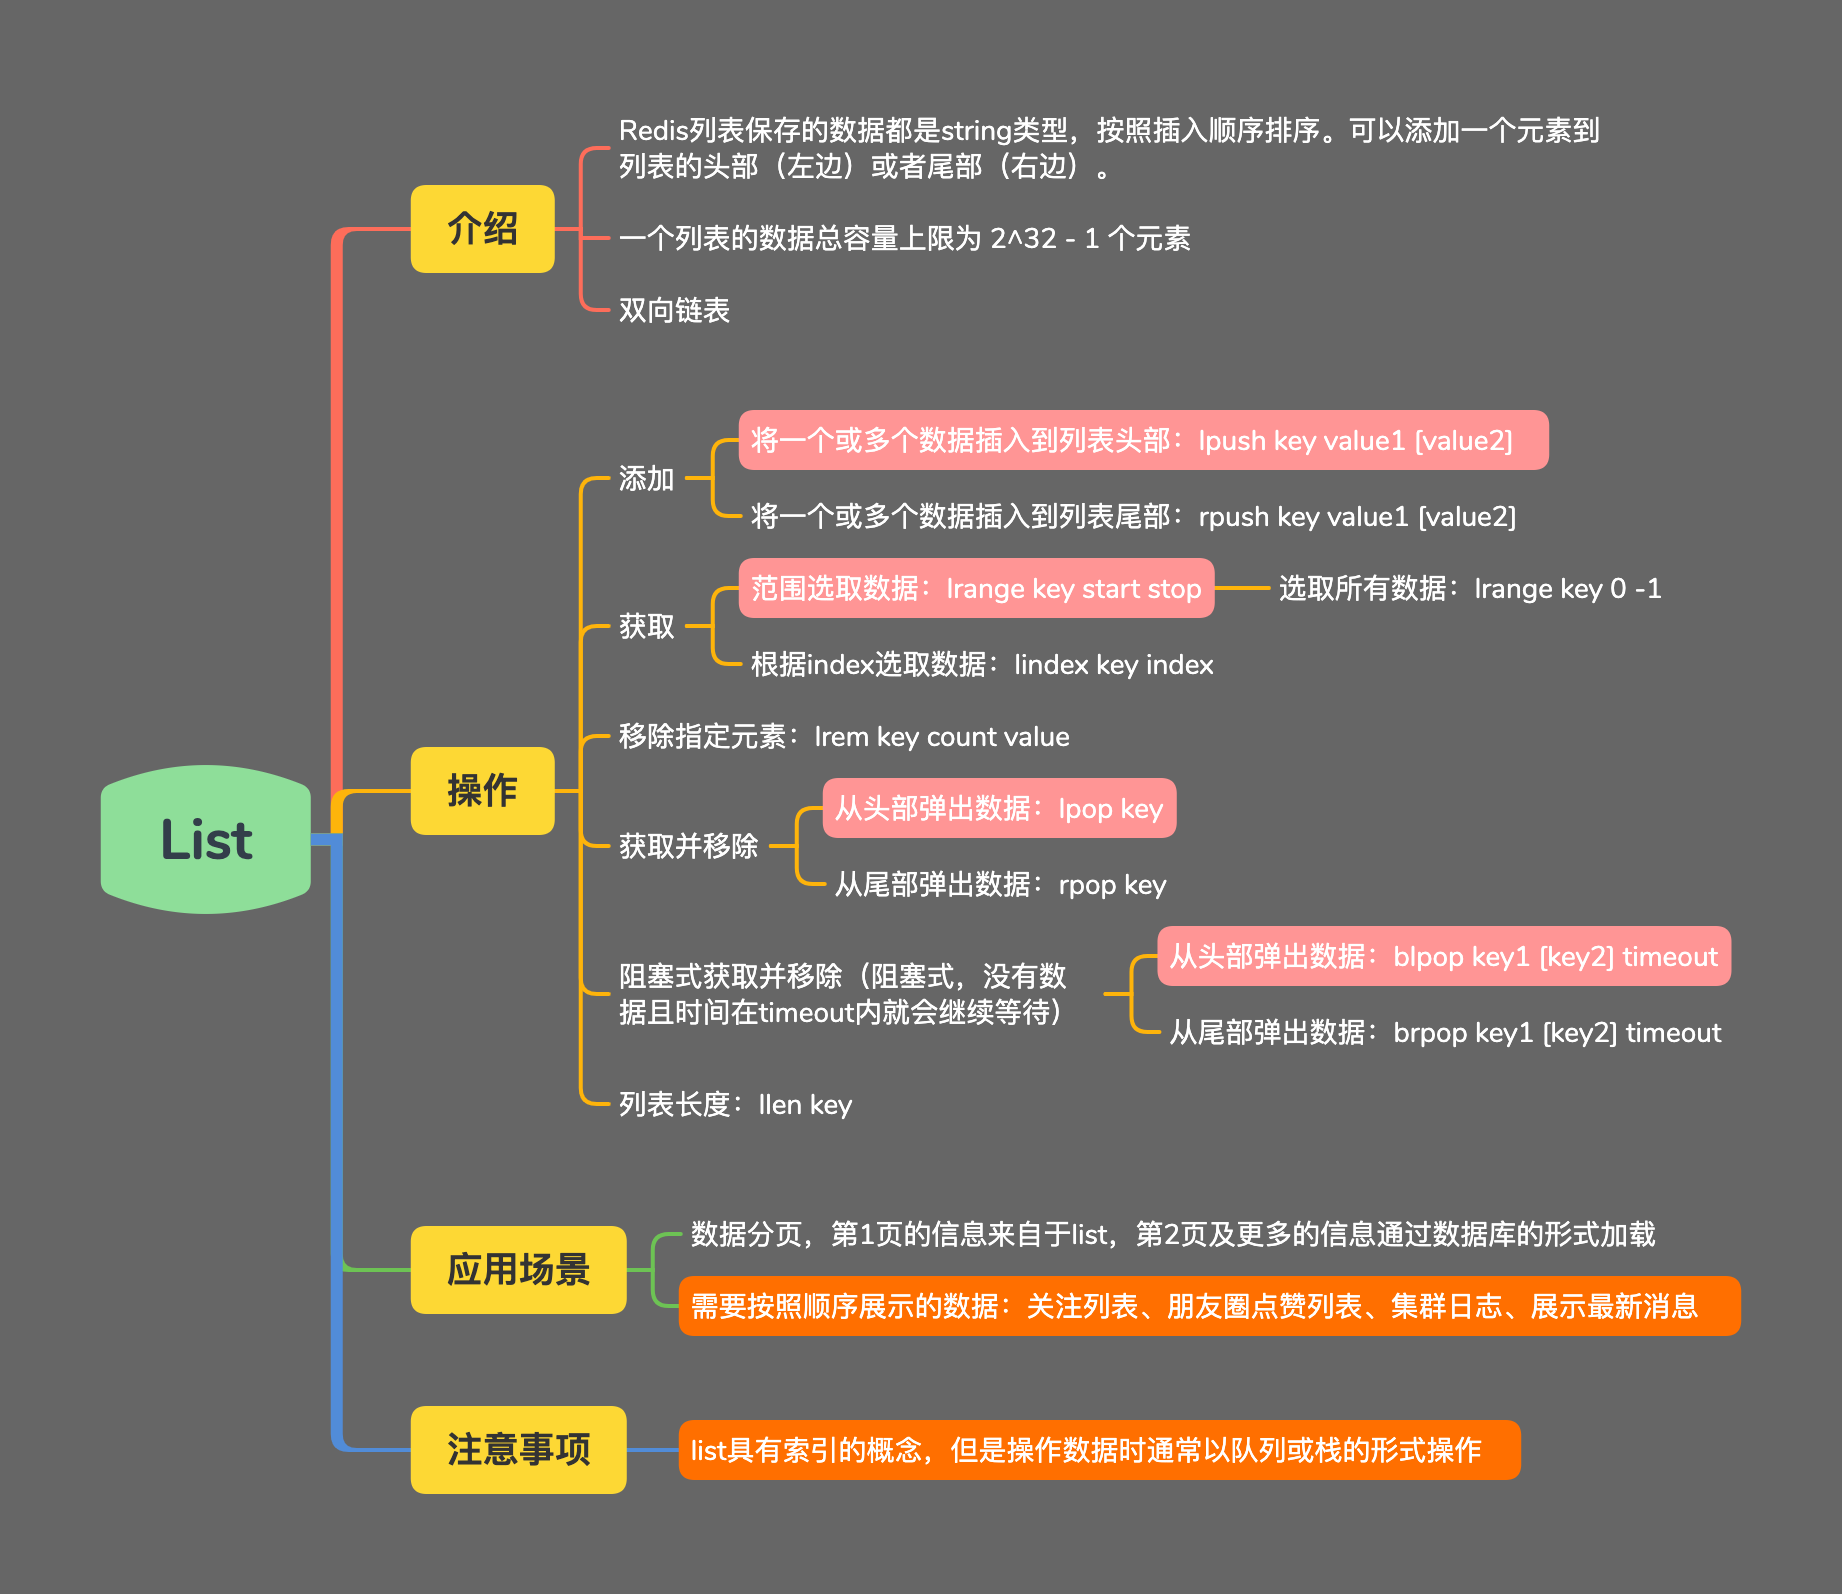 List
介绍
Redis列表保存的数据都是string类型，按照插入顺序排序。可以添加一个元素到
列表的头部（左边）或者尾部（右边）。
一个列表的数据总容量上限为 2^32 - 1 个元素
双向链表
操作
添加
将一个或多个数据插入到列表头部：lpush key value1 [value2]
将一个或多个数据插入到列表尾部：rpush key value1 [value2]
获取
范围选取数据：lrange key start stop
选取所有数据：lrange key 0 -1
根据index选取数据：lindex key index
移除指定元素：lrem key count value
获取并移除
从头部弹出数据：lpop key
从尾部弹出数据：rpop key
阻塞式获取并移除（阻塞式，没有数
据且时间在timeout内就会继续等待）
从头部弹出数据：blpop key1 [key2] timeout
从尾部弹出数据：brpop key1 [key2] timeout
列表长度：llen key
应用场景
数据分页，第1页的信息来自于list，第2页及更多的信息通过数据库的形式加载
需要按照顺序展示的数据：关注列表、朋友圈点赞列表、集群日志、展示最新消息
注意事项
list具有索引的概念，但是操作数据时通常以队列或栈的形式操作